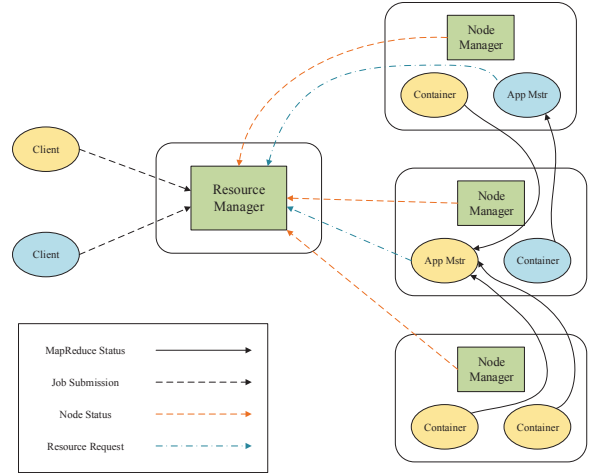 Node
Manager
Container
App Mstr
Client
Resource
Manager
Node
Manager
Client
App Mstr
Container
MapReduce Status
Job Submission
Node Status
Resource Request
Node
Manager
Container
Container